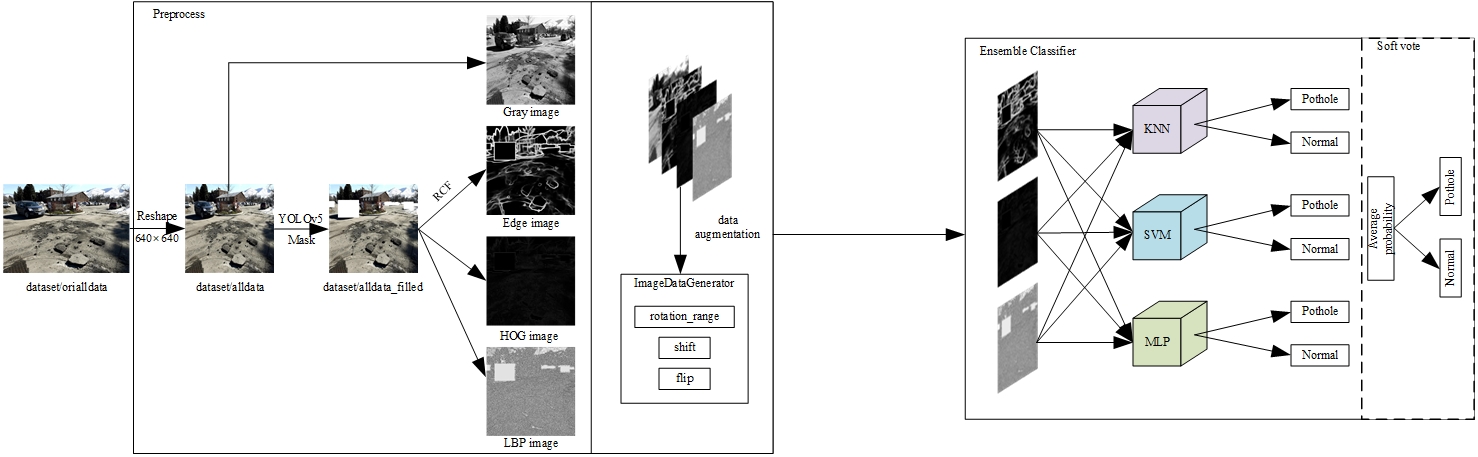 Preprocess
Gray image
RCF
Edge image
Reshape
640×640
YOLOv5
Mask
dataset/orialldata
dataset/alldata
dataset/alldata_filled
HOG image
LBP image
data
augmentation
ImageDataGenerator
rotation_range
shift
flip
Ensemble Classifier
KNN
Pothole
Normal
SVM
Pothole
Normal
MLP
Pothole
Normal
Soft vote
Average
probability
Pothole
Normal